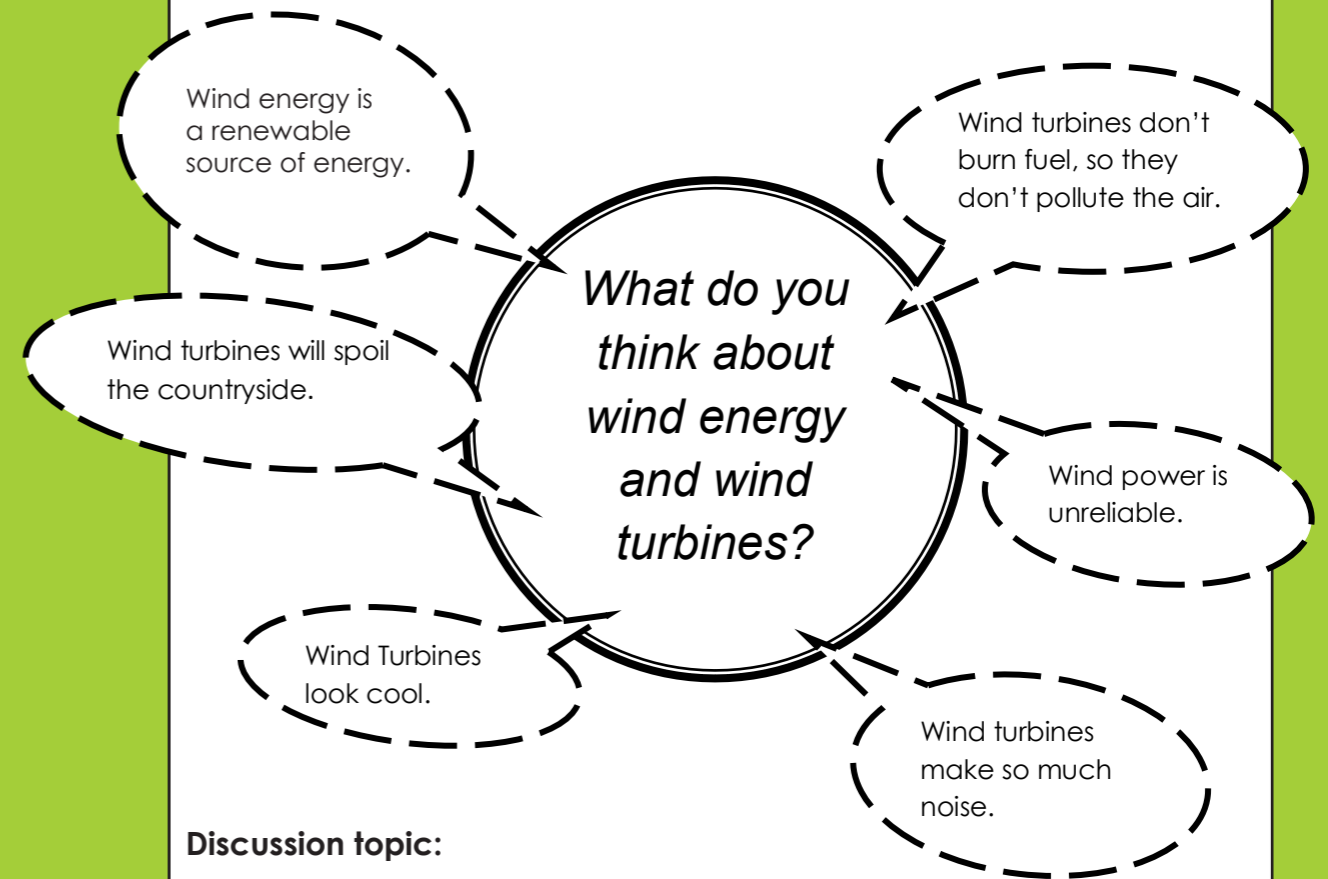 Wind energy is
a renewable
source of energy.
Wind turbines don’t
burn fuel, so they
don’t pollute the air.
What do you
think about
wind energy
and wind
turbines?
Wind turbines will spoil
the countryside.
Wind power is
unreliable.
Wind Turbines
look cool.
Wind turbines
make so much
noise.
Discussion topic: